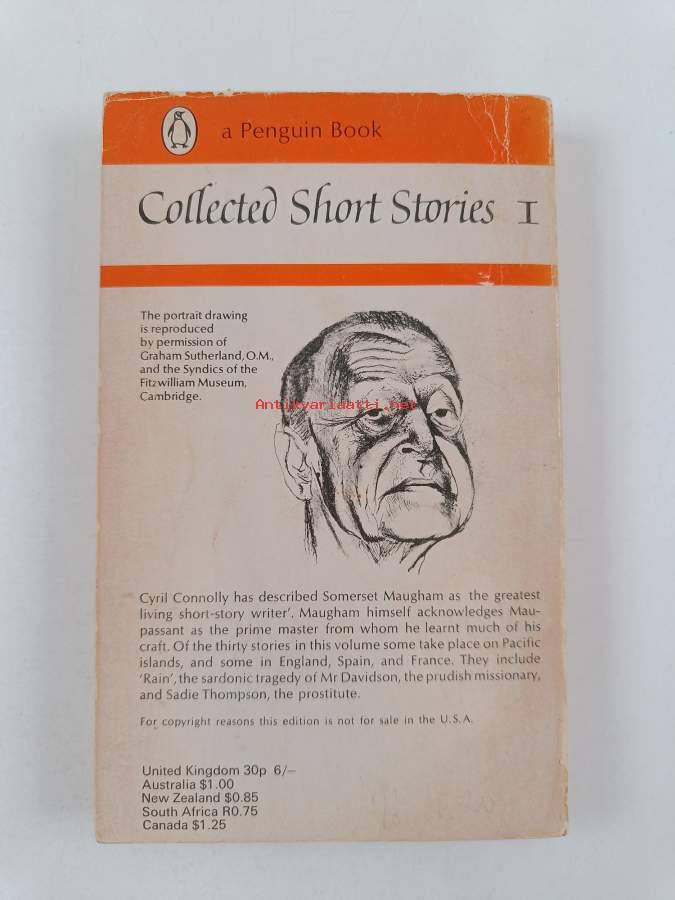 a Penguin Book
Collected Short Stories I
The portrait drawing
is reproduced
by permission of
Graham Sutherland, O.M.,
and the Syndics of the
Fitzwilliam Museum,
Cambridge.
Antikvariaatti.net
Cyril Connolly has described Somerset Maugham as the greatest
living short-story writer'. Maugham himself acknowledges Mau-
passant as the prime master from whom he learnt much of his
craft. Of the thirty stories in this volume some take place on Pacific
islands, and some in England, Spain, and France. They include
'Rain', the sardonic tragedy of Mr Davidson, the prudish missionary,
and Sadie Thompson, the prostitute.
For copyright reasons this edition is not for sale in the U.S.A.
United Kingdom 30p 6/–
Australia $1.00
New Zealand $0.85
South Africa R0.75
Canada $1.25